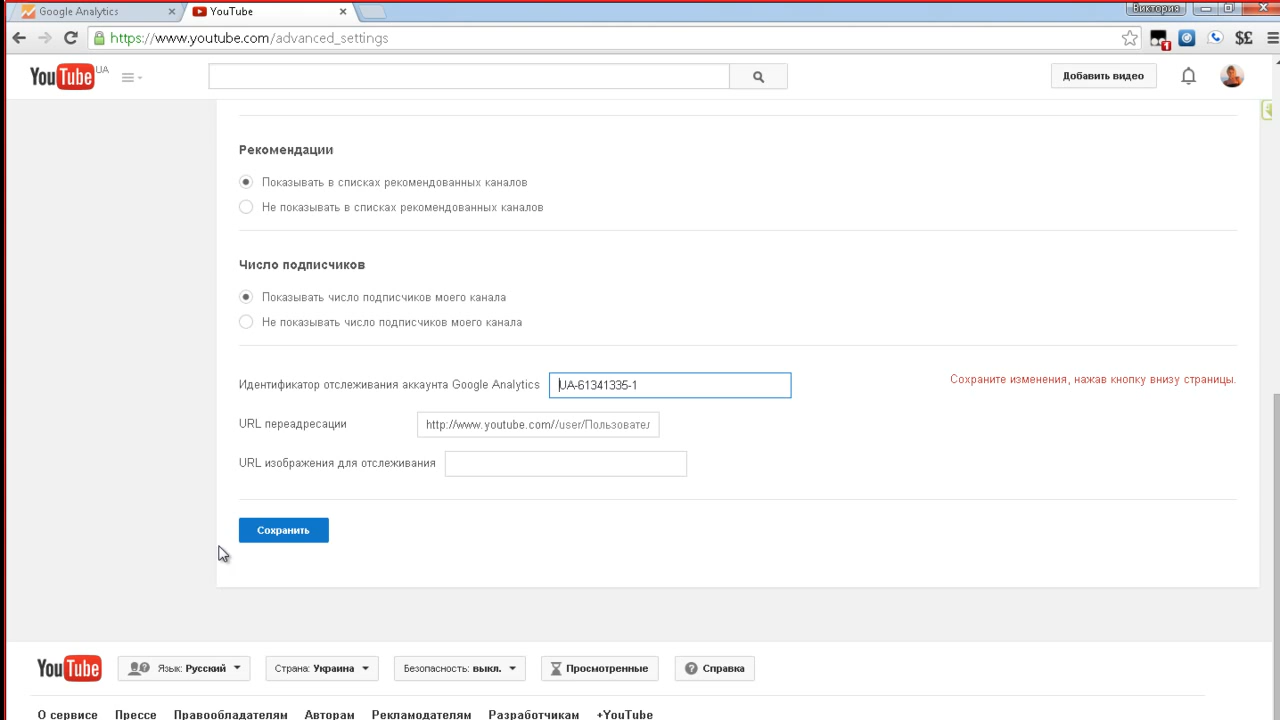 Google Analytics
YouTube
Виктория
https://www.youtube.com/advanced_settings
1
$£
YouTube UA
Добавить видео
Рекомендации
Показывать в списках рекомендованных каналов
Не показывать в списках рекомендованных каналов
Число подписчиков
Показывать число подписчиков моего канала
Не показывать число подписчиков моего канала
Идентификатор отслеживания аккаунта Google Analytics UA-61341335-1
Сохраните изменения, нажав кнопку внизу страницы.
URL переадресации http://www.youtube.com//user/Пользовател
URL изображения для отслеживания
Сохранить
YouTube Язык: Русский Страна: Украина Безопасность: выкл. Просмотренные Справка
О сервисе Прессе Правообладателям Авторам Рекламодателям Разработчикам +YouTube